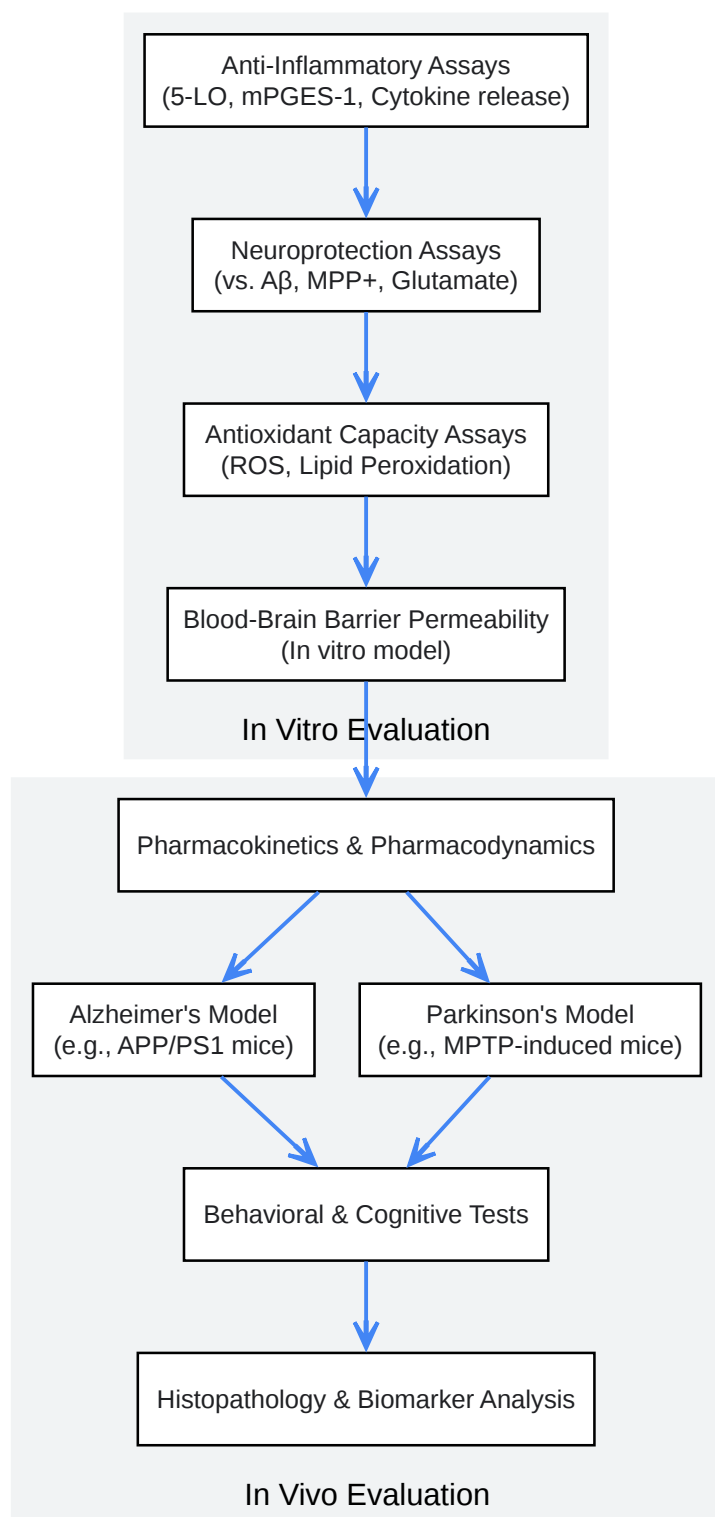 Anti-Inflammatory Assays
(5-LO, mPGES-1, Cytokine release)
Neuroprotection Assays
(vs. Aβ, MPP+, Glutamate)
Antioxidant Capacity Assays
(ROS, Lipid Peroxidation)
Blood-Brain Barrier Permeability
(In vitro model)
In Vitro Evaluation
Pharmacokinetics & Pharmacodynamics
Alzheimer's Model
(e.g., APP/PS1 mice)
Parkinson's Model
(e.g., MPTP-induced mice)
Behavioral & Cognitive Tests
Histopathology & Biomarker Analysis
In Vivo Evaluation